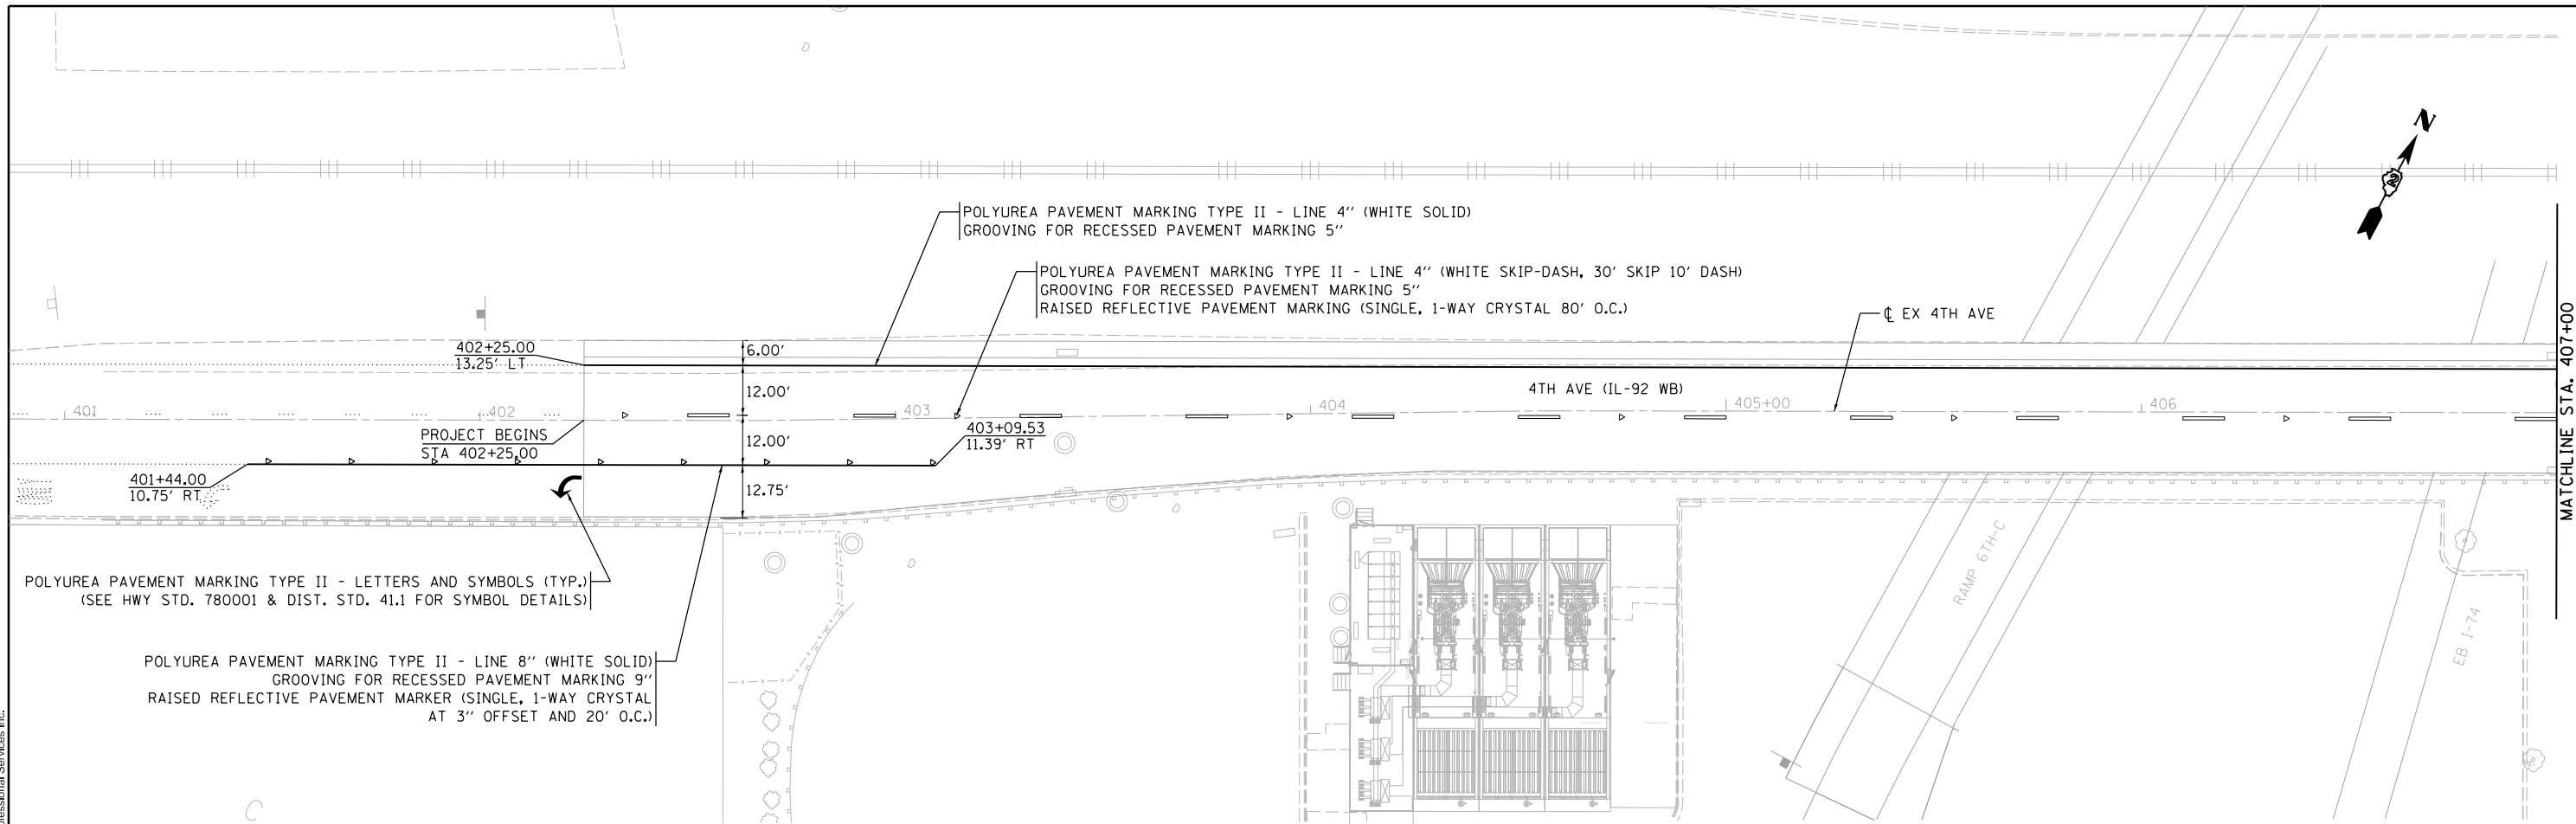 N
POLYUREA PAVEMENT MARKING TYPE II - LINE 4'' (WHITE SOLID)
GROOVING FOR RECESSED PAVEMENT MARKING 5''
POLYUREA PAVEMENT MARKING TYPE II - LINE 4'' (WHITE SKIP-DASH, 30' SKIP 10' DASH)
GROOVING FOR RECESSED PAVEMENT MARKING 5''
RAISED REFLECTIVE PAVEMENT MARKING (SINGLE, 1-WAY CRYSTAL 80' O.C.)
℄ EX 4TH AVE
MATCHLINE STA. 407+00
402+25.00
13.25' LT
6.00'
12.00'
4TH AVE (IL-92 WB)
401
402
403
404
405+00
406
PROJECT BEGINS
STA 402+25.00
12.00'
403+09.53
11.39' RT
401+44.00
10.75' RT
12.75'
POLYUREA PAVEMENT MARKING TYPE II - LETTERS AND SYMBOLS (TYP.)
(SEE HWY STD. 780001 & DIST. STD. 41.1 FOR SYMBOL DETAILS)
RAMP 6TH-C
EB I-74
POLYUREA PAVEMENT MARKING TYPE II - LINE 8'' (WHITE SOLID)
GROOVING FOR RECESSED PAVEMENT MARKING 9''
RAISED REFLECTIVE PAVEMENT MARKER (SINGLE, 1-WAY CRYSTAL
AT 3'' OFFSET AND 20' O.C.)
Services Inc.